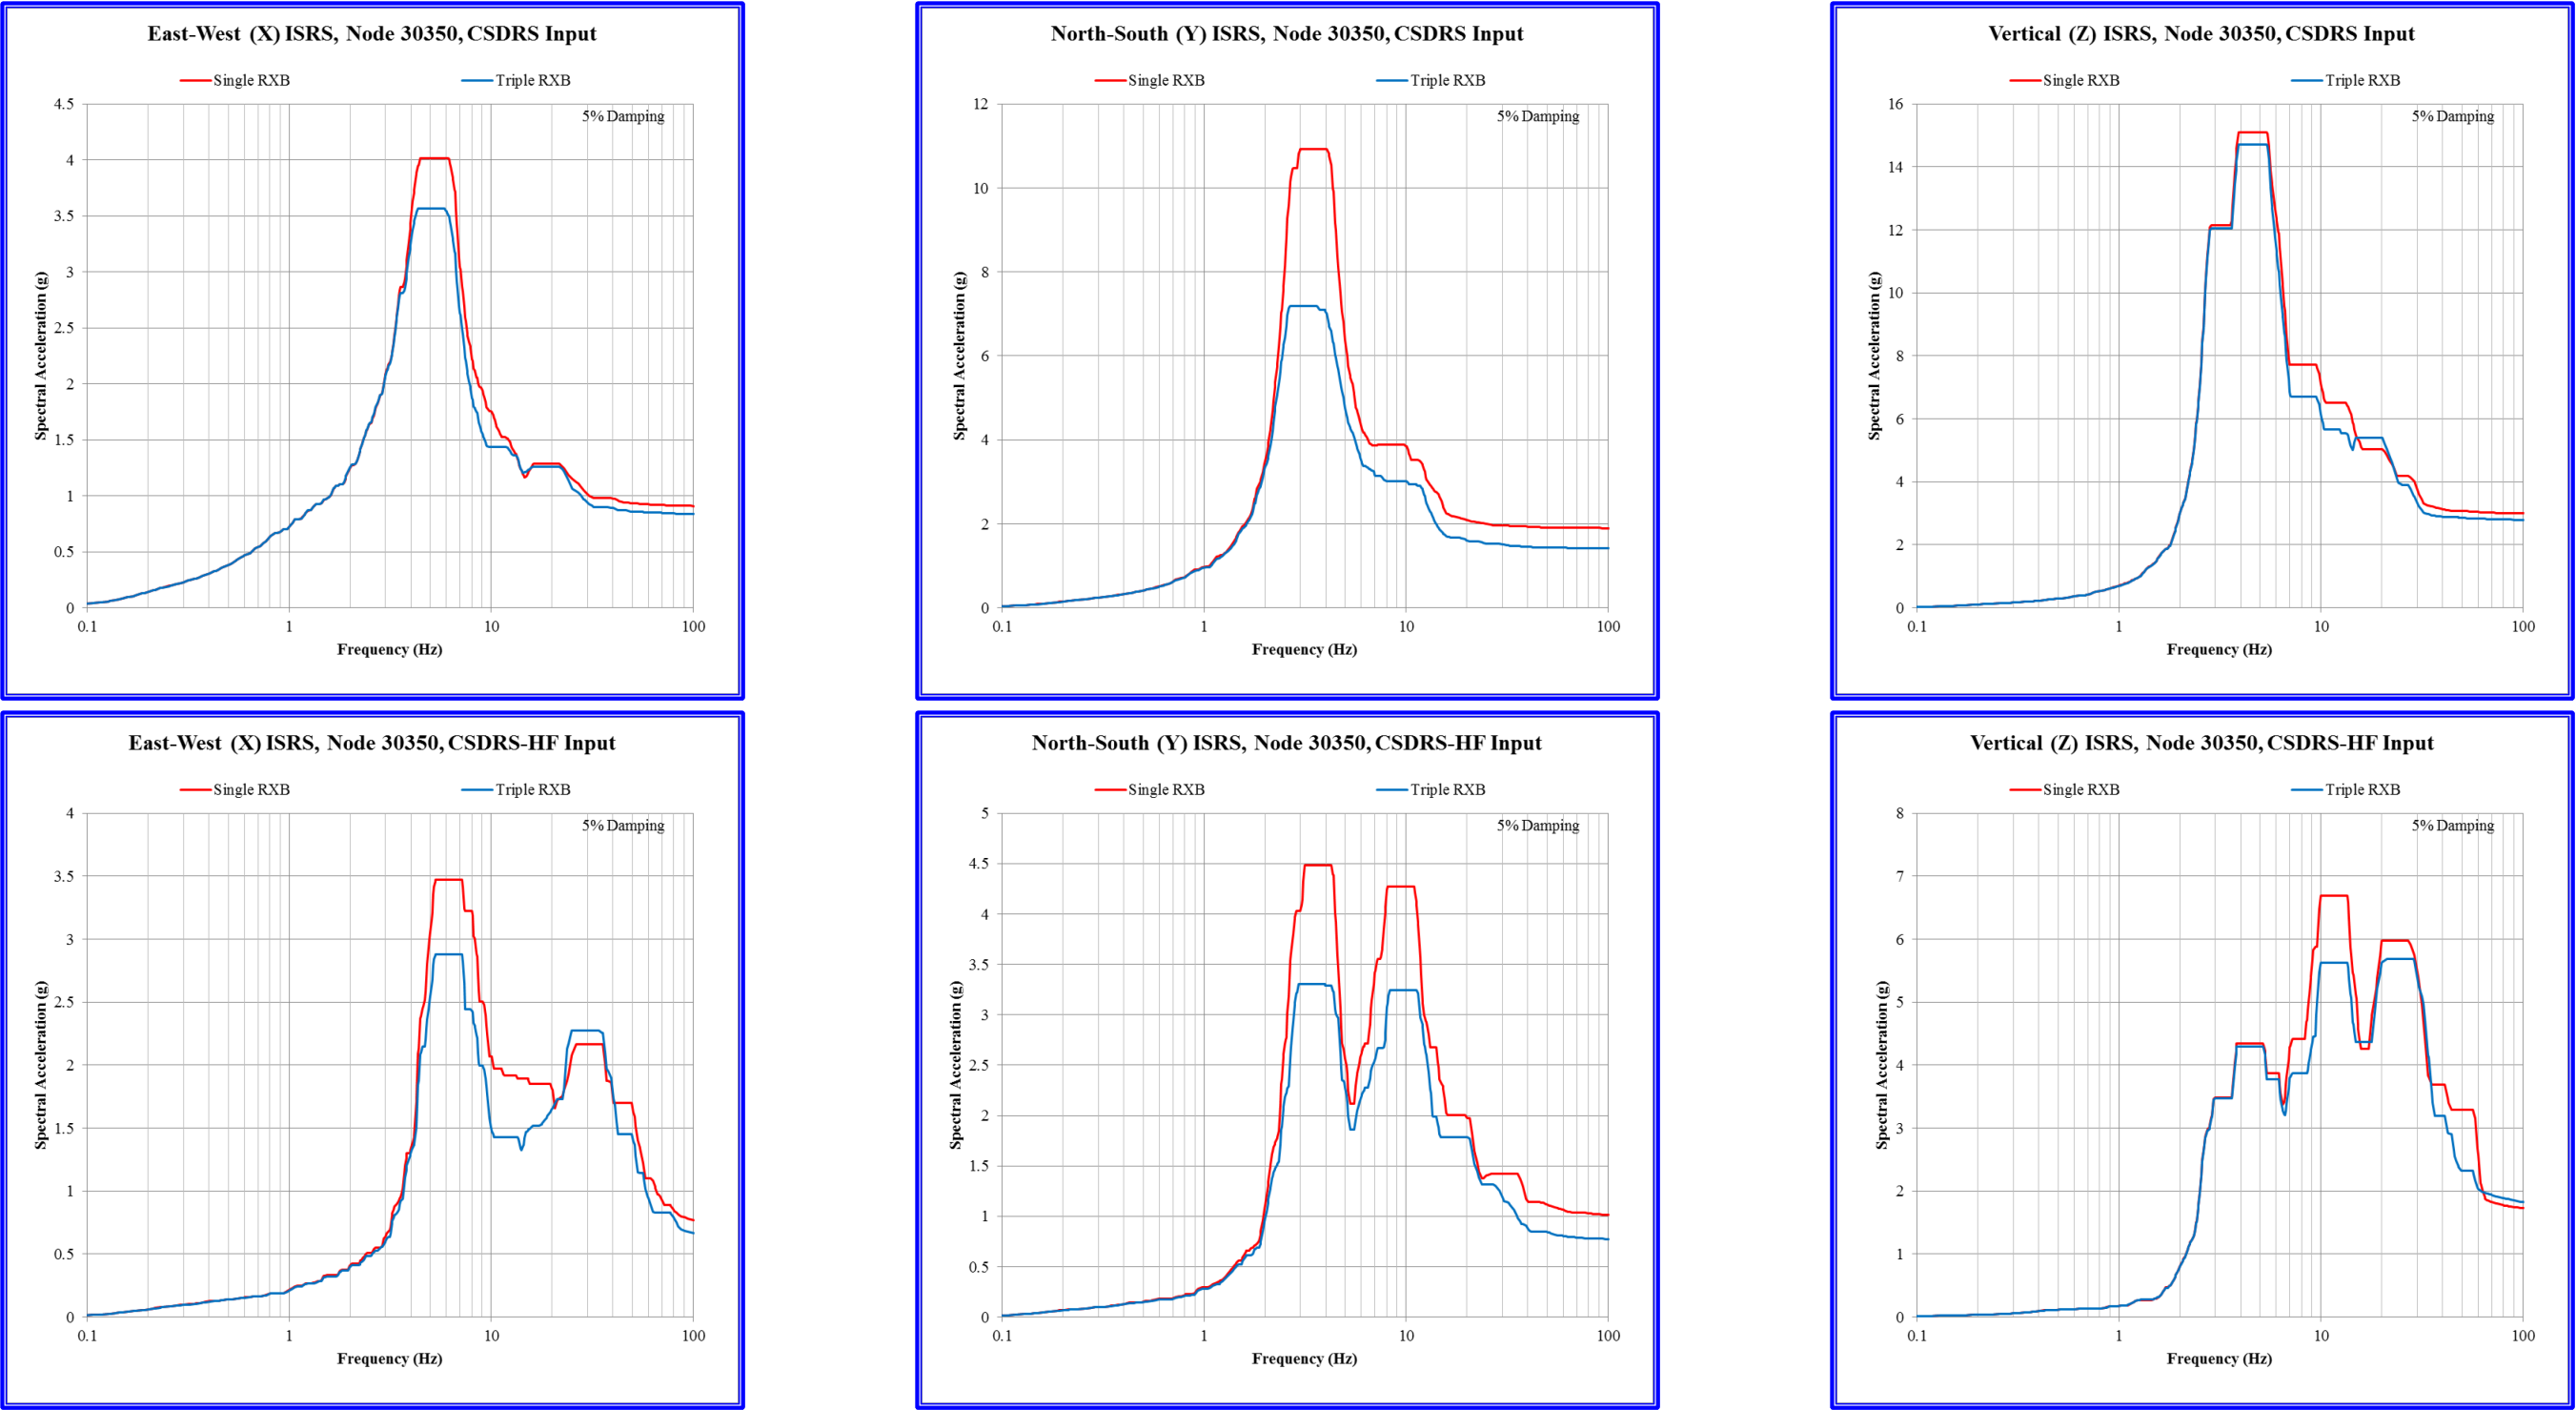 East-West (X) ISRS, Node 30350, CSDRS Input
Single RXB Triple RXB
5% Damping
4.5
4
3.5
3
2.5
2
1.5
1
0.5
0
Spectral Acceleration (g)
0.1 1 10 100
Frequency (Hz)
North-South (Y) ISRS, Node 30350, CSDRS Input
Single RXB Triple RXB
5% Damping
12
10
8
6
4
2
0
Spectral Acceleration (g)
0.1 1 10 100
Frequency (Hz)
Vertical (Z) ISRS, Node 30350, CSDRS Input
Single RXB Triple RXB
5% Damping
16
14
12
10
8
6
4
2
0
Spectral Acceleration (g)
0.1 1 10 100
Frequency (Hz)
East-West (X) ISRS, Node 30350, CSDRS-HF Input
Single RXB Triple RXB
5% Damping
4
3.5
3
2.5
2
1.5
1
0.5
0
Spectral Acceleration (g)
0.1 1 10 100
Frequency (Hz)
North-South (Y) ISRS, Node 30350, CSDRS-HF Input
Single RXB Triple RXB
5% Damping
5
4.5
4
3.5
3
2.5
2
1.5
1
0.5
0
Spectral Acceleration (g)
0.1 1 10 100
Frequency (Hz)
Vertical (Z) ISRS, Node 30350, CSDRS-HF Input
Single RXB Triple RXB
5% Damping
8
7
6
5
4
3
2
1
0
Spectral Acceleration (g)
0.1 1 10 100
Frequency (Hz)